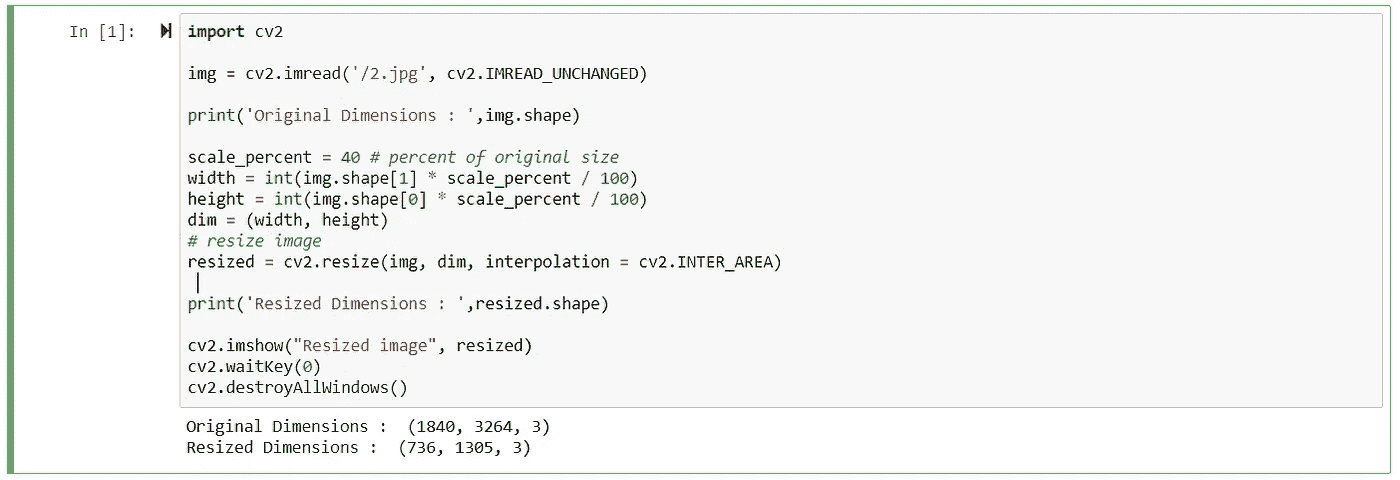 In [1]:
import cv2
img = cv2.imread('/2.jpg', cv2.IMREAD_UNCHANGED)
print('Original Dimensions : ',img.shape)
scale_percent = 40 # percent of original size
width = int(img.shape[1] * scale_percent / 100)
height = int(img.shape[0] * scale_percent / 100)
dim = (width, height)
# resize image
resized = cv2.resize(img, dim, interpolation = cv2.INTER_AREA)
print('Resized Dimensions : ',resized.shape)
cv2.imshow("Resized image", resized)
cv2.waitKey(0)
cv2.destroyAllWindows()
Original Dimensions :  (1840, 3264, 3)
Resized Dimensions :  (736, 1305, 3)